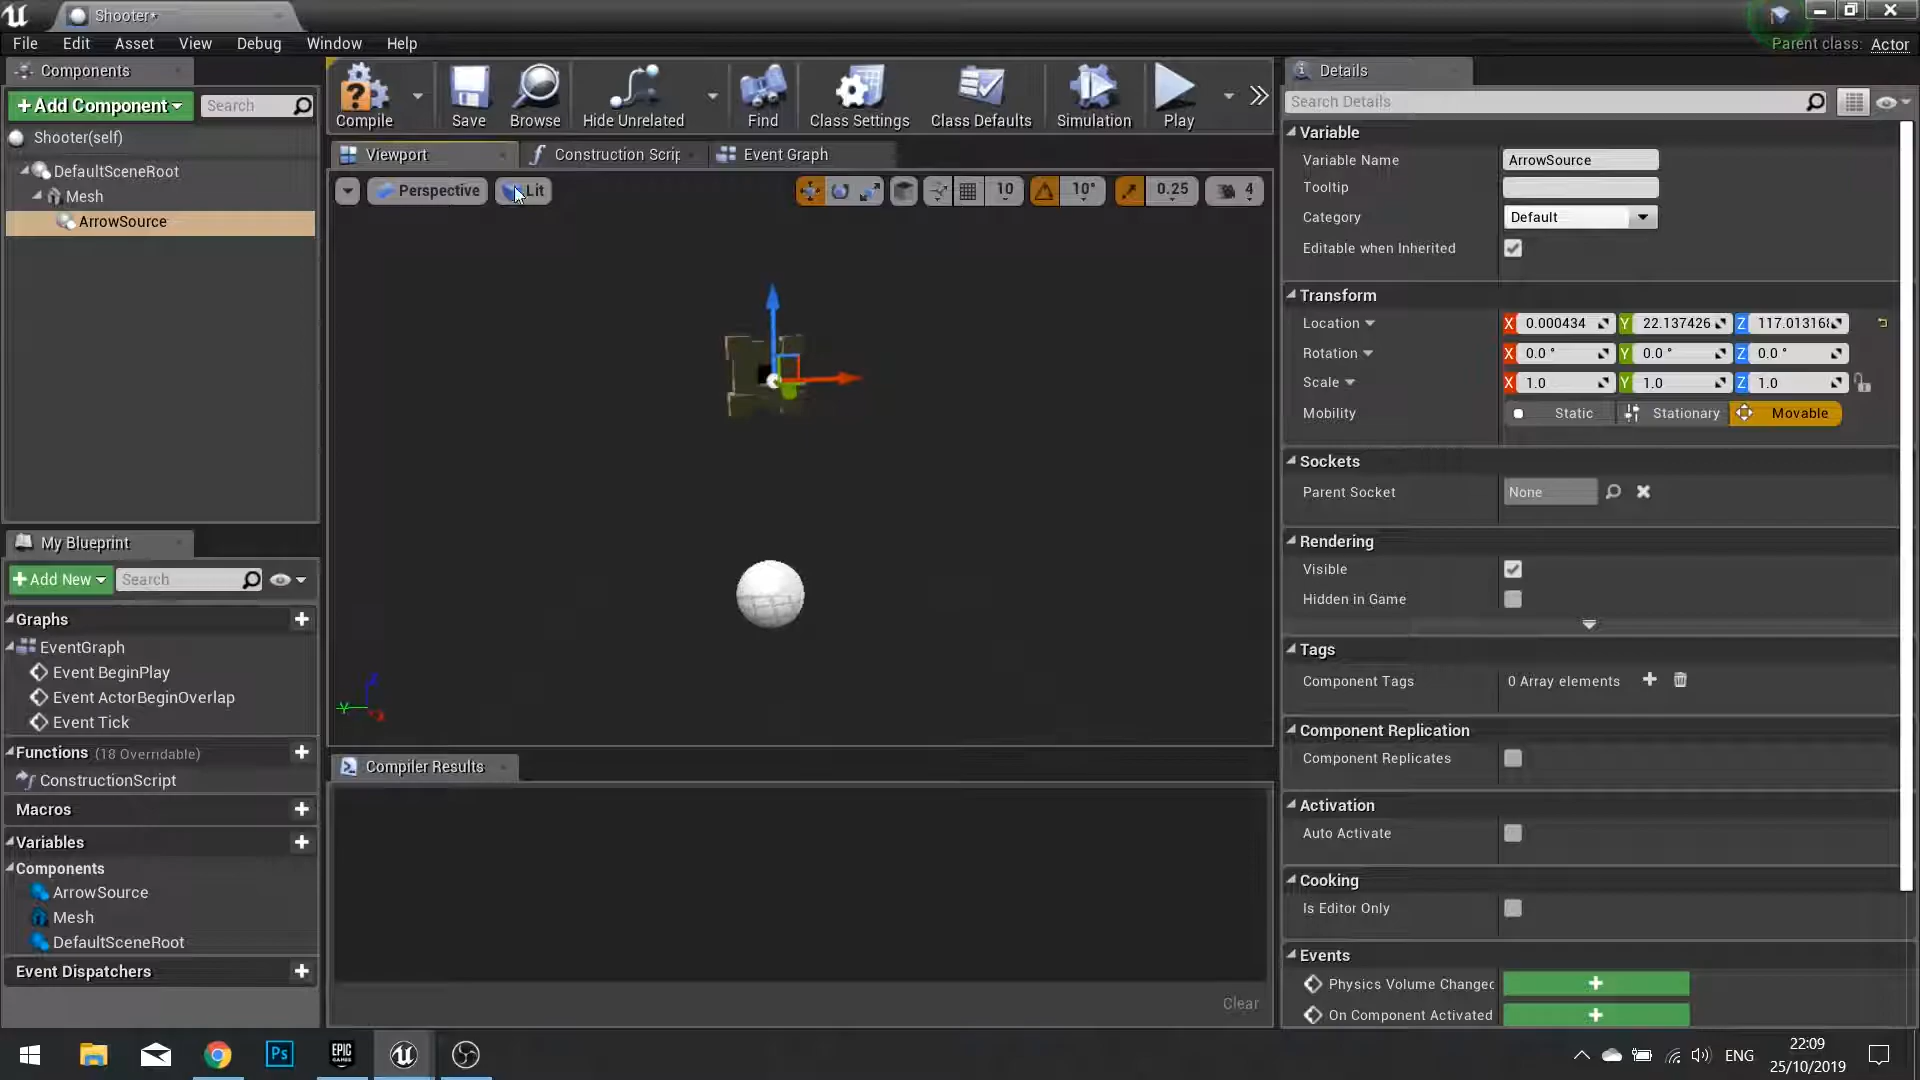 Shooter*
File Edit Asset View Debug Window Help
Parent class: Actor
Components
+Add Component
Search
Shooter(self)
DefaultSceneRoot
Mesh
ArrowSource
Compile
Save
Browse
Hide Unrelated
Find
Class Settings
Class Defaults
Simulation
Play
Viewport
Construction Scrip
Event Graph
Perspective
Lit
10
10°
0.25
4
Details
Search Details
Variable
Variable Name
ArrowSource
Tooltip
Category
Default
Editable when Inherited
Transform
Location
X 0.000434 Y 22.137426 Z 117.01316
Rotation
X 0.0 ° Y 0.0 ° Z 0.0 °
Scale
X 1.0 Y 1.0 Z 1.0
Mobility
Static Stationary Movable
Sockets
Parent Socket
None
Rendering
Visible
Hidden in Game
Tags
Component Tags
0 Array elements
Component Replication
Component Replicates
Activation
Auto Activate
Cooking
Is Editor Only
Events
Physics Volume Changed
On Component Activated
My Blueprint
+Add New
Search
Graphs
EventGraph
Event BeginPlay
Event ActorBeginOverlap
Event Tick
Functions (18 Overridable)
ConstructionScript
Macros
Variables
Components
ArrowSource
Mesh
DefaultSceneRoot
Event Dispatchers
Compiler Results
Clear
Ps
EPIC
GAMES
ENG
22:09
25/10/2019